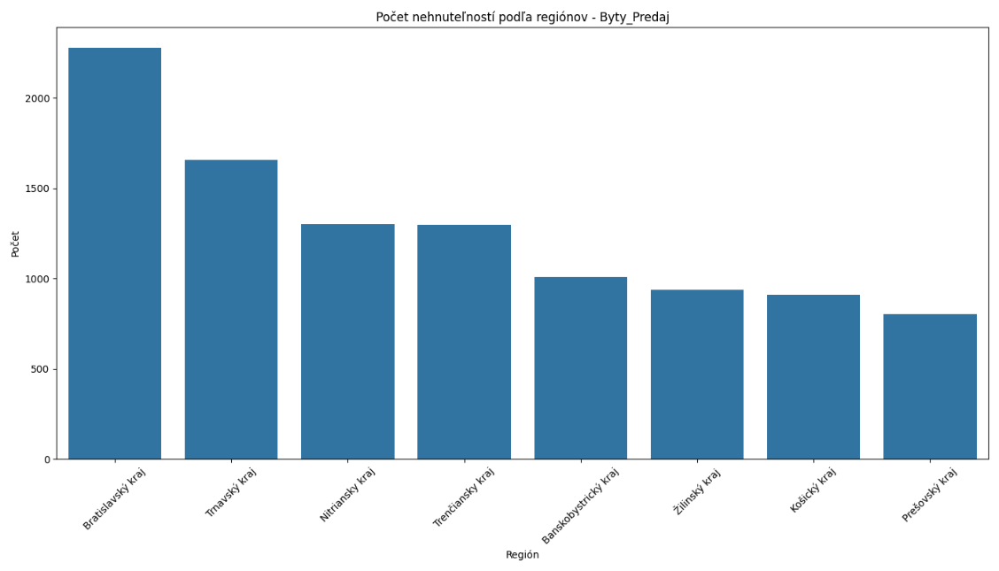 Počet nehnuteľností podľa regiónov - Byty_Predaj
Počet
2000
1500
1000
500
0
Bratislavský kraj
Trnavský kraj
Nitriansky kraj
Trenčiansky kraj
Banskobystrický kraj
Žilinský kraj
Košický kraj
Prešovský kraj
Región